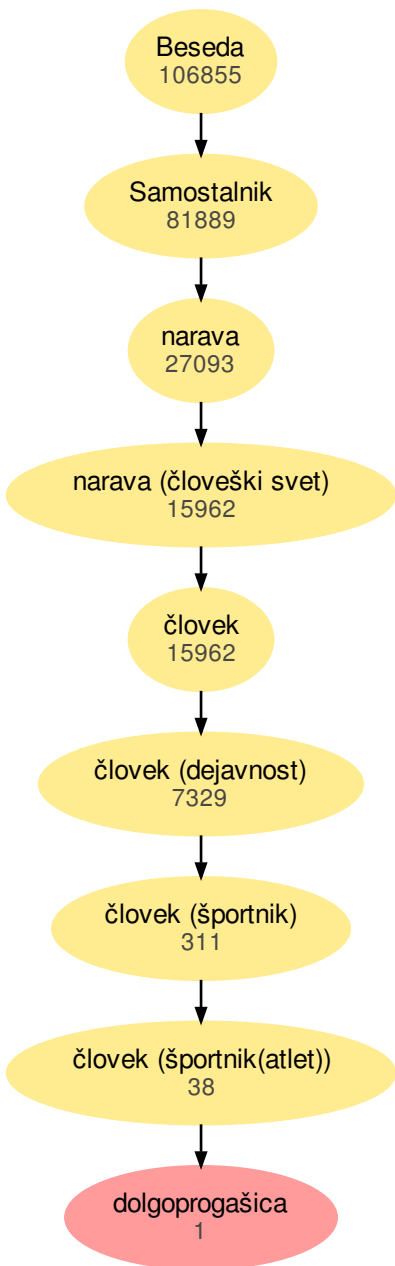 Beseda
106855
Samostalnik
81889
narava
27093
narava (človeški svet)
15962
človek
15962
človek (dejavnost)
7329
človek (športnik)
311
človek (športnik(atlet))
38
dolgoprogašica
1